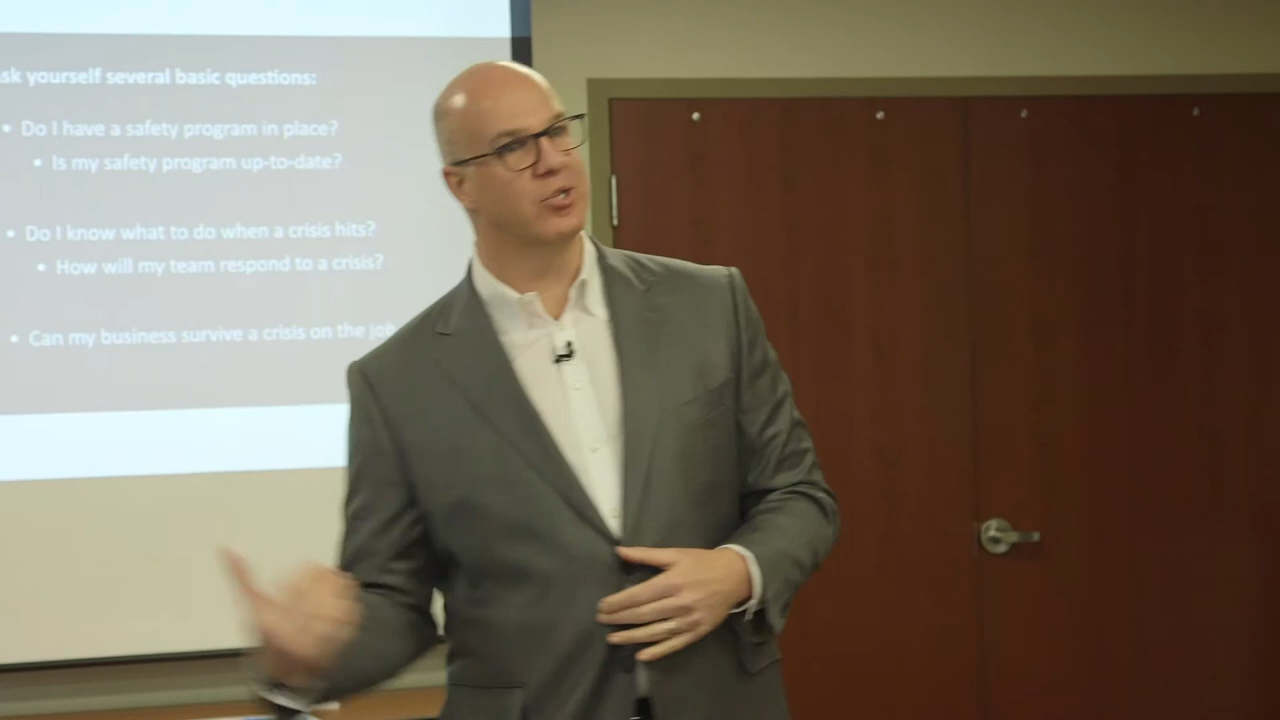 sk yourself several basic questions:
• Do I have a safety program in place?
• Is my safety program up-to-date?
• Do I know what to do when a crisis hits?
• How will my team respond to a crisis?
• Can my business survive a crisis on the job